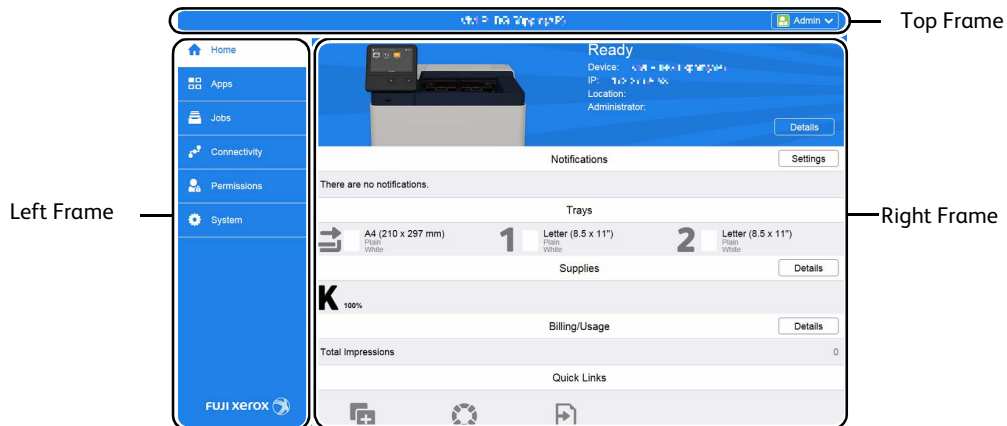 Admin
Top Frame
Home
Apps
Jobs
Connectivity
Permissions
System
FUJI xerox
Left Frame
Ready
Device:
IP:
Location:
Administrator:
Details
Notifications
Settings
There are no notifications.
Trays
A4 (210 x 297 mm)
Plain
White
1
Letter (8.5 x 11")
Plain
White
2
Letter (8.5 x 11")
Plain
White
Supplies
Details
K 100%
Billing/Usage
Details
Total Impressions 0
Quick Links
Right Frame